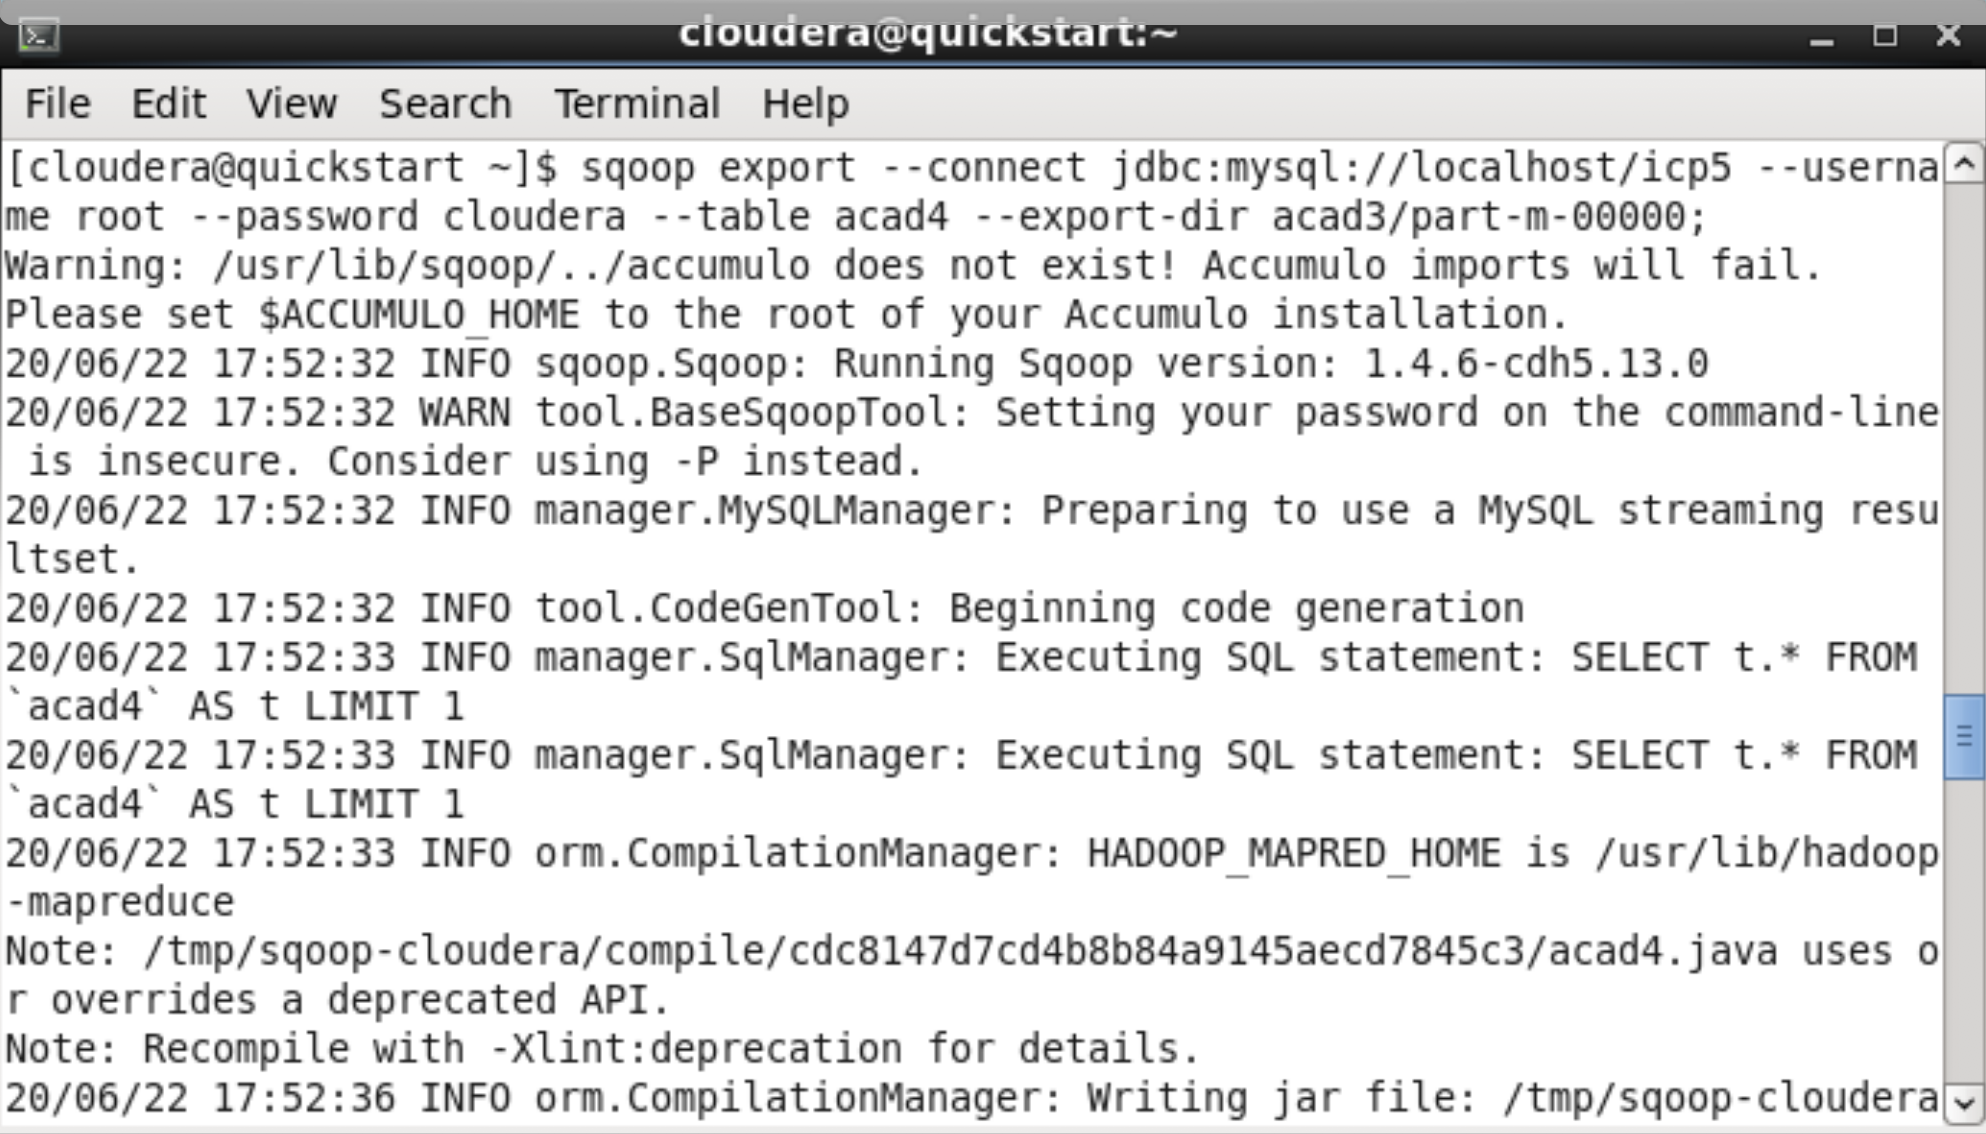 cloudera@quickstart:~
File Edit View Search Terminal Help
[cloudera@quickstart ~]$ sqoop export --connect jdbc:mysql://localhost/icp5 --userna
me root --password cloudera --table acad4 --export-dir acad3/part-m-00000;
Warning: /usr/lib/sqoop/../accumulo does not exist! Accumulo imports will fail.
Please set $ACCUMULO_HOME to the root of your Accumulo installation.
20/06/22 17:52:32 INFO sqoop.Sqoop: Running Sqoop version: 1.4.6-cdh5.13.0
20/06/22 17:52:32 WARN tool.BaseSqoopTool: Setting your password on the command-line
 is insecure. Consider using -P instead.
20/06/22 17:52:32 INFO manager.MySQLManager: Preparing to use a MySQL streaming resu
ltset.
20/06/22 17:52:32 INFO tool.CodeGenTool: Beginning code generation
20/06/22 17:52:33 INFO manager.SqlManager: Executing SQL statement: SELECT t.* FROM
`acad4` AS t LIMIT 1
20/06/22 17:52:33 INFO manager.SqlManager: Executing SQL statement: SELECT t.* FROM
`acad4` AS t LIMIT 1
20/06/22 17:52:33 INFO orm.CompilationManager: HADOOP_MAPRED_HOME is /usr/lib/hadoop
-mapreduce
Note: /tmp/sqoop-cloudera/compile/cdc8147d7cd4b8b84a9145aecd7845c3/acad4.java uses o
r overrides a deprecated API.
Note: Recompile with -Xlint:deprecation for details.
20/06/22 17:52:36 INFO orm.CompilationManager: Writing jar file: /tmp/sqoop-cloudera